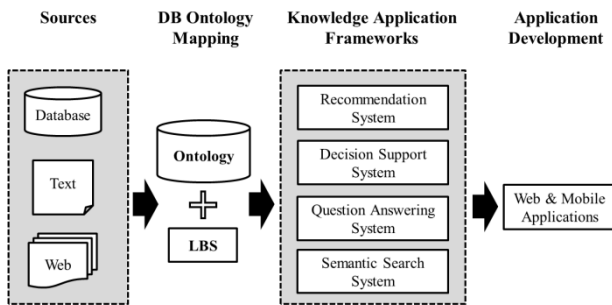 Sources
DB Ontology
Mapping
Knowledge Application
Frameworks
Application
Development
Database
Text
Web
Ontology
LBS
Recommendation
System
Decision Support
System
Question Answering
System
Semantic Search
System
Web & Mobile
Applications